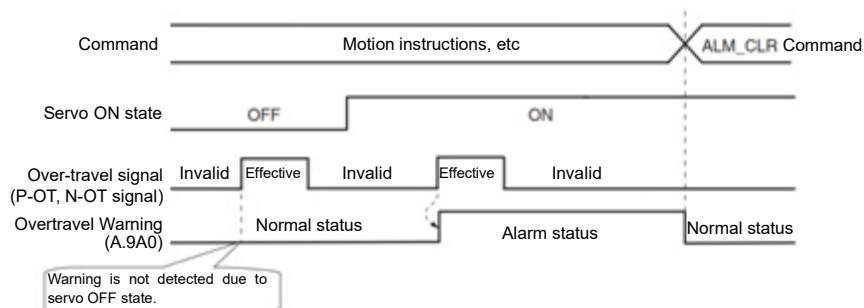 Command
Motion instructions, etc
ALM_CLR Command
Servo ON state
OFF
ON
Over-travel signal
(P-OT, N-OT signal)
Invalid
Effective
Invalid
Effective
Invalid
Overtravel Warning
(A.9A0)
Normal status
Alarm status
Normal status
Warning is not detected due to
servo OFF state.